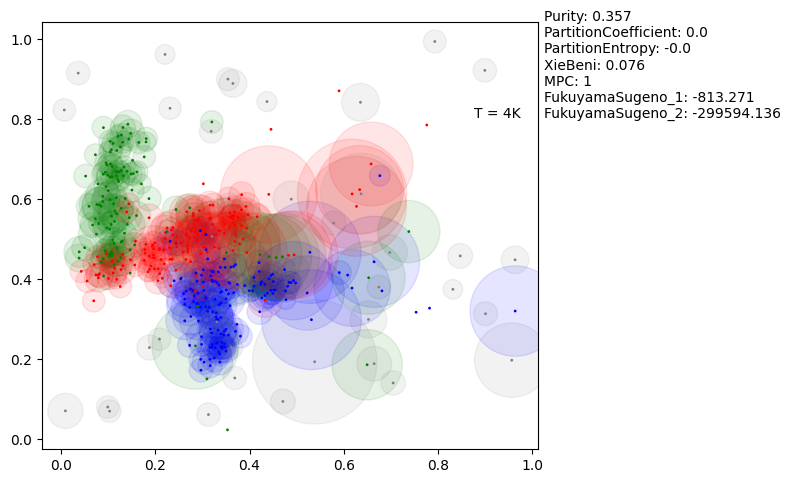 Purity: 0.357
PartitionCoefficient: 0.0
PartitionEntropy: -0.0
XieBeni: 0.076
MPC: 1
FukuyamaSugeno_1: -813.271
FukuyamaSugeno_2: -299594.136
T = 4K
1.0
0.8
0.6
0.4
0.2
0.0
0.0 0.2 0.4 0.6 0.8 1.0